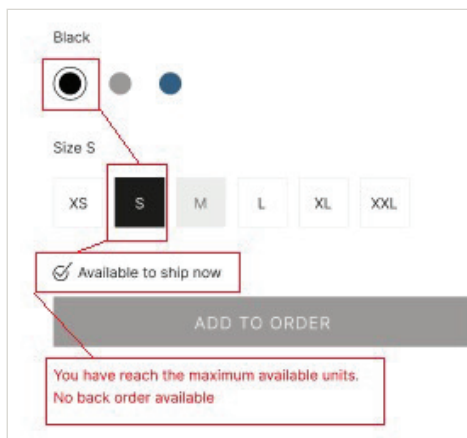 Black
Size S
XS S M L XL XXL
Available to ship now
ADD TO ORDER
You have reach the maximum available units.
No back order available